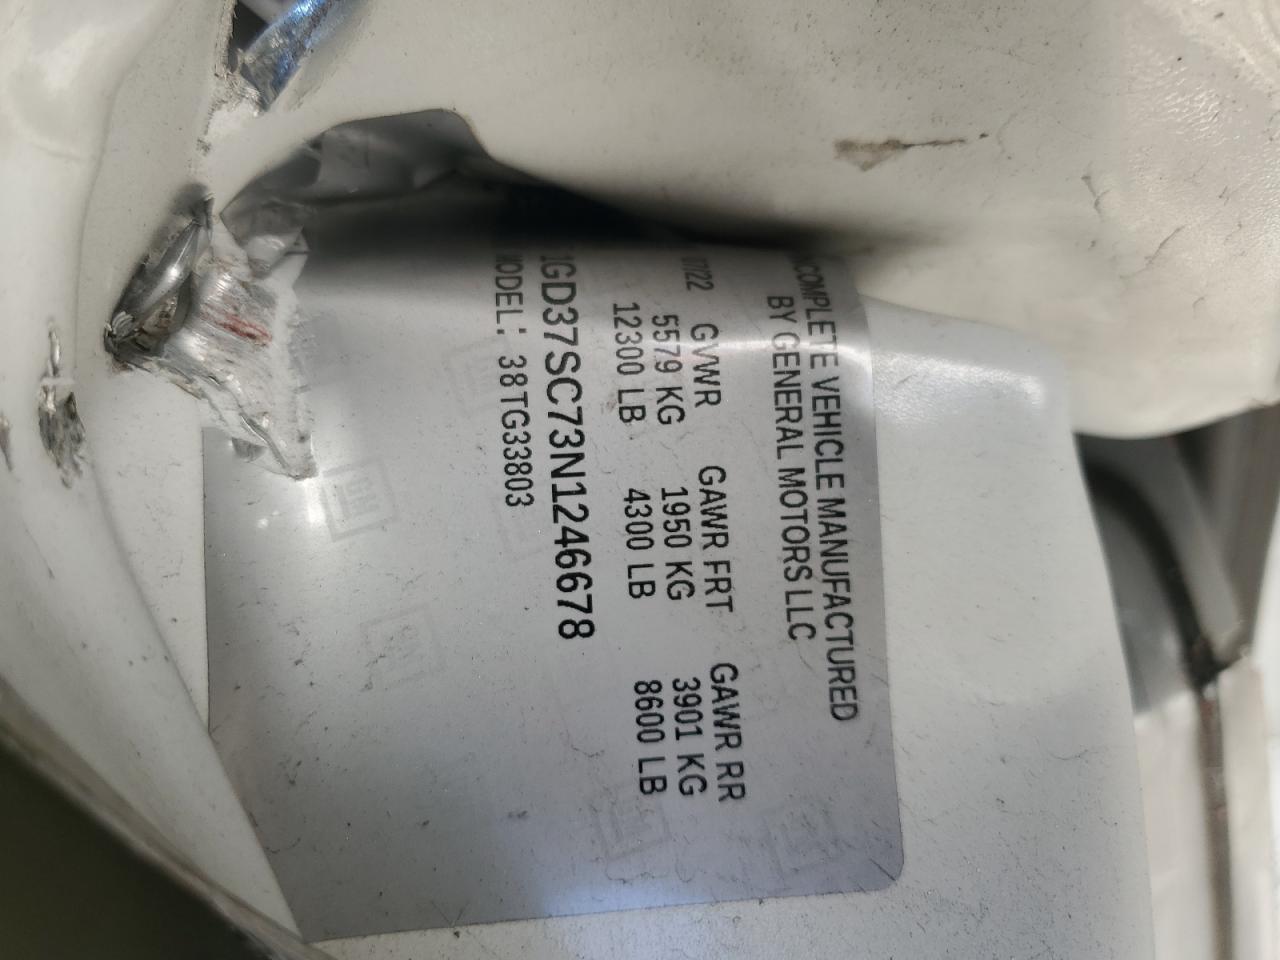 NCOMPLETE VEHICLE MANUFACTURED
BY GENERAL MOTORS LLC
07/22 GVWR GAWR FRT GAWR RR
5579 KG 1950 KG 3901 KG
12300 LB 4300 LB 8600 LB
1GD37SC73N1246678
MODEL: 38TG33803